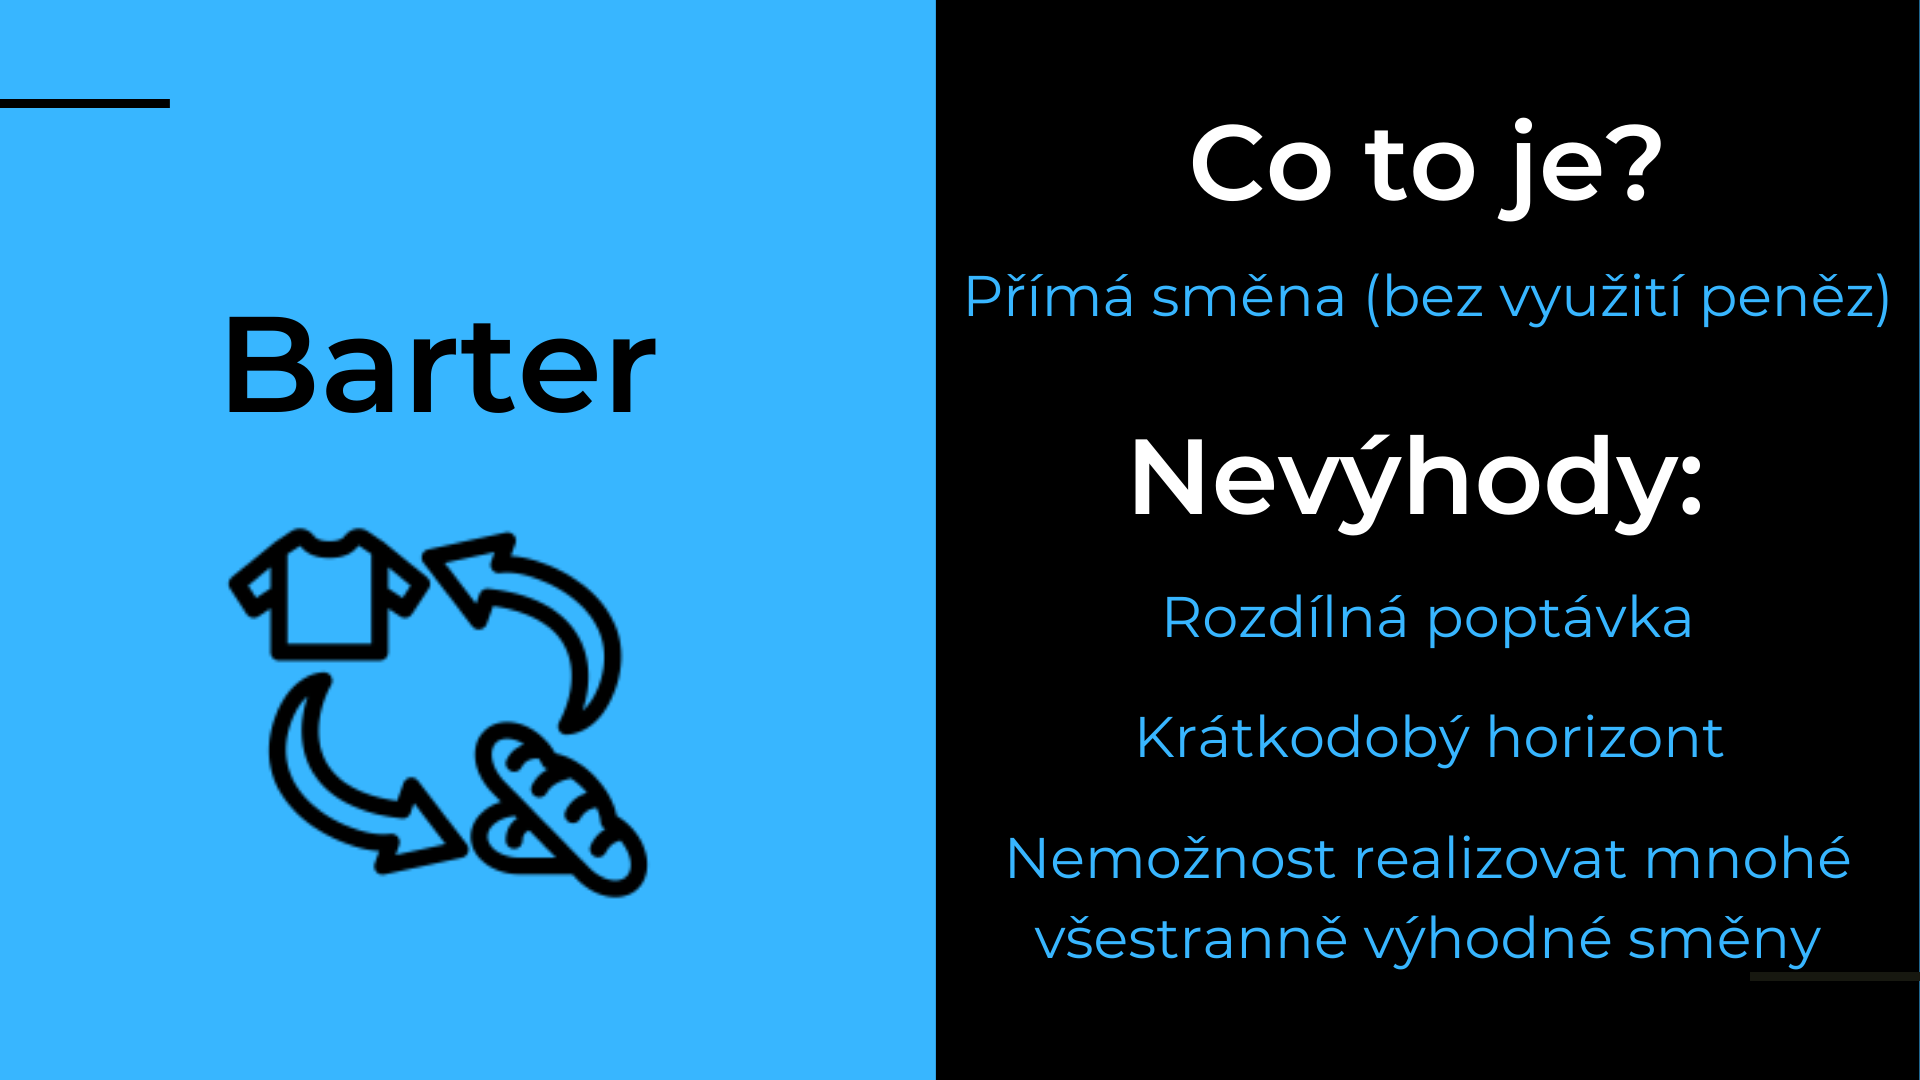 Barter
Co to je?
Přímá směna (bez využití peněz)
Nevýhody:
Rozdílná poptávka
Krátkodobý horizont
Nemožnost realizovat mnohé
všestranně výhodné směny